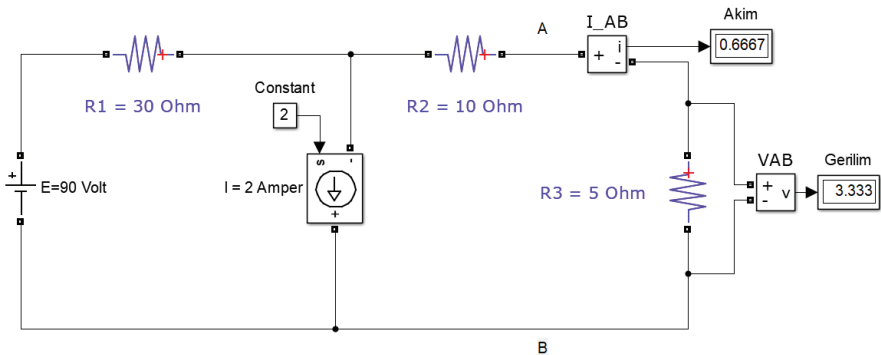 Akim
I_AB
A
0.6667
+
i
-
Constant
2
R1 = 30 Ohm
R2 = 10 Ohm
s
-
+
E=90 Volt
I = 2 Amper
+
R3 = 5 Ohm
VAB
Gerilim
+
-
v
3.333
B